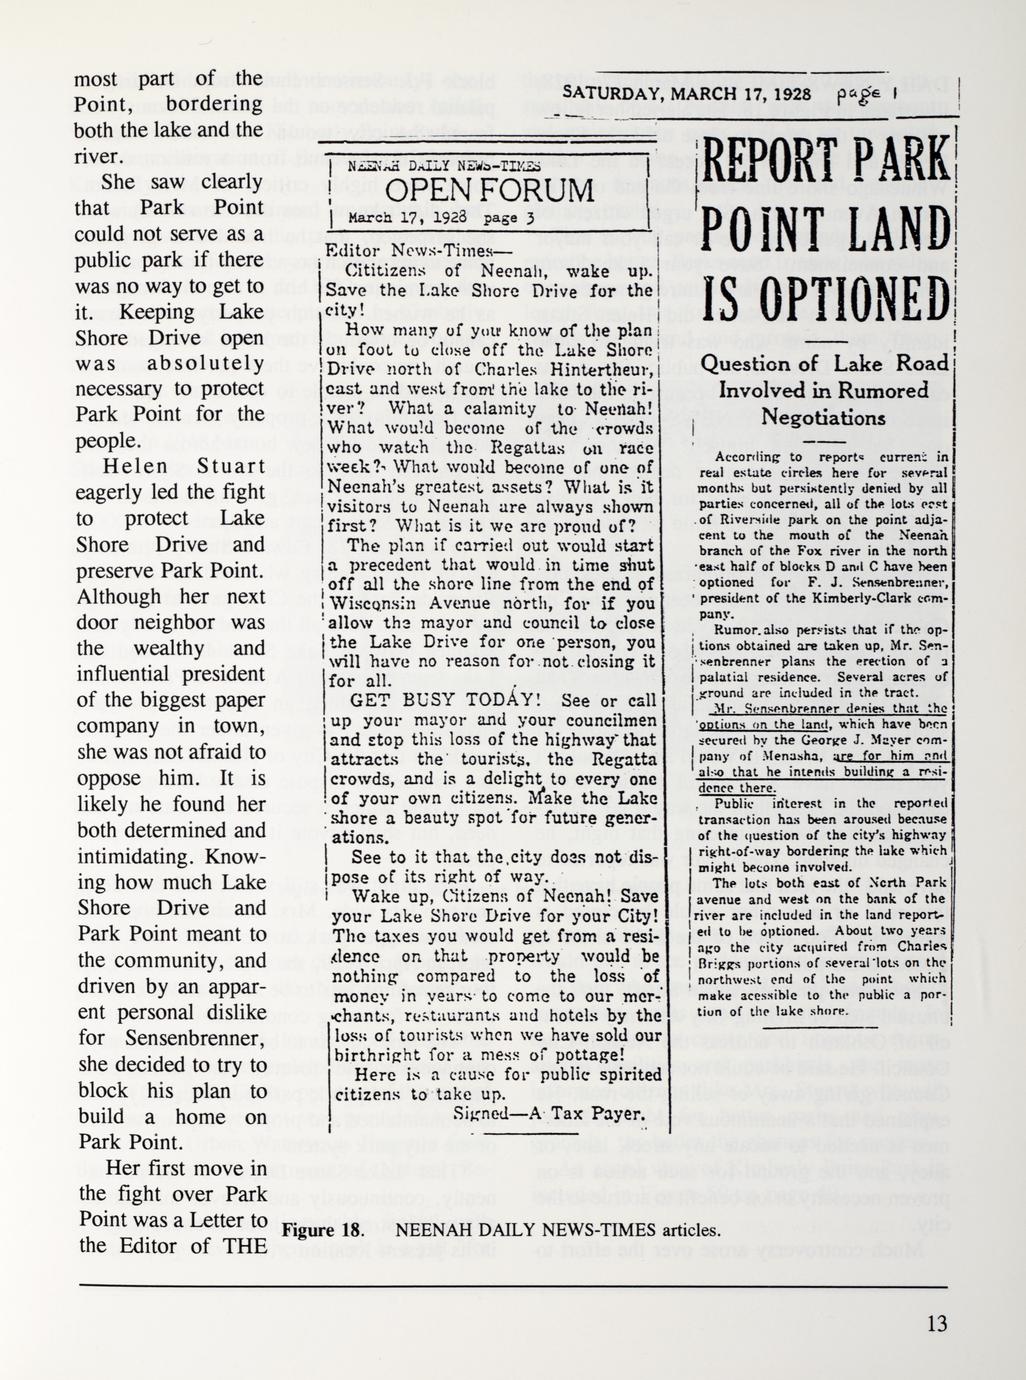 most part of the
Point, bordering
both the lake and the
river.
She saw clearly
that Park Point
could not serve as a
public park if there
was no way to get to
it. Keeping Lake
Shore Drive open
was absolutely
necessary to protect
Park Point for the
people.
Helen Stuart
eagerly led the fight
to protect Lake
Shore Drive and
preserve Park Point.
Although her next
door neighbor was
the wealthy and
influential president
of the biggest paper
company in town,
she was not afraid to
oppose him. It is
likely he found her
both determined and
intimidating. Know-
ing how much Lake
Shore Drive and
Park Point meant to
the community, and
driven by an appar-
ent personal dislike
for Sensenbrenner,
she decided to try to
block his plan to
build a home on
Park Point.
Her first move in
the fight over Park
Point was a Letter to
the Editor of THE
NEENAH DAILY NEWS-TIMES
OPEN FORUM
March 17, 1928 page 3
Editor News-Times—
Cititizens of Neenah, wake up.
Save the Lake Shore Drive for the
city!
How many of you know of the plan
on foot to close off the Lake Shore
Drive north of Charles Hintertheur,
east and west from the lake to the ri-
ver? What a calamity to Neenah!
What would become of the crowds
who watch the Regattas on race
week? What would become of one of
Neenah's greatest assets? What is it
visitors to Neenah are always shown
first? What is it we are proud of?
The plan if carried out would start
a precedent that would in time shut
off all the shore line from the end of
Wisconsin Avenue north, for if you
allow the mayor and council to close
the Lake Drive for one person, you
will have no reason for not closing it
for all.
GET BUSY TODAY! See or call
up your mayor and your councilmen
and stop this loss of the highway that
attracts the tourists, the Regatta
crowds, and is a delight to every one
of your own citizens. Make the Lake
shore a beauty spot for future gener-
ations.
See to it that the city does not dis-
pose of its right of way.
Wake up, Citizens of Neenah! Save
your Lake Shore Drive for your City!
The taxes you would get from a resi-
dence on that property would be
nothing compared to the loss of
money in years to come to our mer-
chants, restaurants and hotels by the
loss of tourists when we have sold our
birthright for a mess of pottage!
Here is a cause for public spirited
citizens to take up.
Signed—A Tax Payer.
SATURDAY, MARCH 17, 1928 page 1
REPORT PARK
POINT LAND
IS OPTIONED
Question of Lake Road
Involved in Rumored
Negotiations
According to reports current in
real estate circles here for several
months but persistently denied by all
parties concerned, all of the lots east
of Riverside park on the point adja-
cent to the mouth of the Neenah
branch of the Fox river in the north
east half of blocks D and C have been
optioned for F. J. Sensenbrenner,
president of the Kimberly-Clark com-
pany.
Rumor also persists that if the op-
tions obtained are taken up, Mr. Sen-
senbrenner plans the erection of a
palatial residence. Several acres of
ground are included in the tract.
Mr. Sensenbrenner denies that the
options on the land, which have been
secured by the George J. Mayer com-
pany of Menasha, are for him and
also that he intends building a resi-
dence there.
Public interest in the reported
transaction has been aroused because
of the question of the city's highway
right-of-way bordering the lake which
might become involved.
The lots both east of North Park
avenue and west on the bank of the
river are included in the land report-
ed to be optioned. About two years
ago the city acquired from Charles
Briggs portions of several lots on the
northwest end of the point which
make acessible to the public a por-
tion of the lake shore.
Figure 18. NEENAH DAILY NEWS-TIMES articles.
13